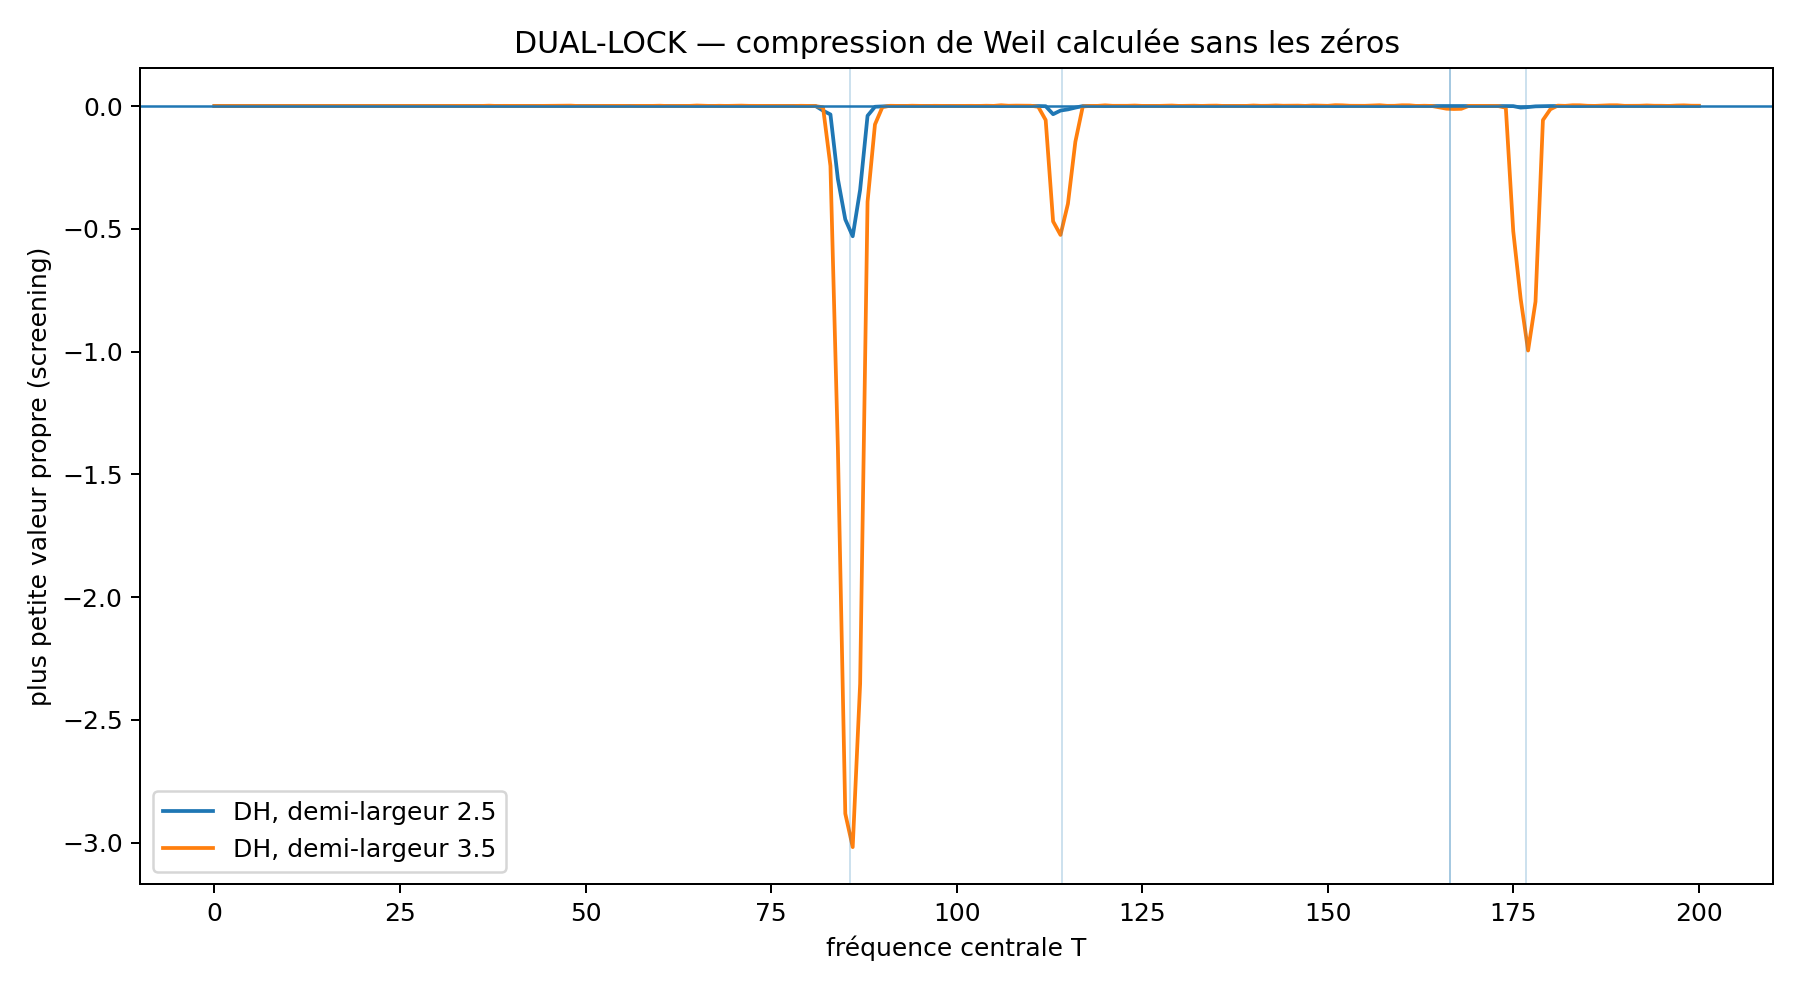 DUAL-LOCK — compression de Weil calculée sans les zéros
plus petite valeur propre (screening)
0.0
−0.5
−1.0
−1.5
−2.0
−2.5
−3.0
DH, demi-largeur 2.5
DH, demi-largeur 3.5
0 25 50 75 100 125 150 175 200
fréquence centrale T